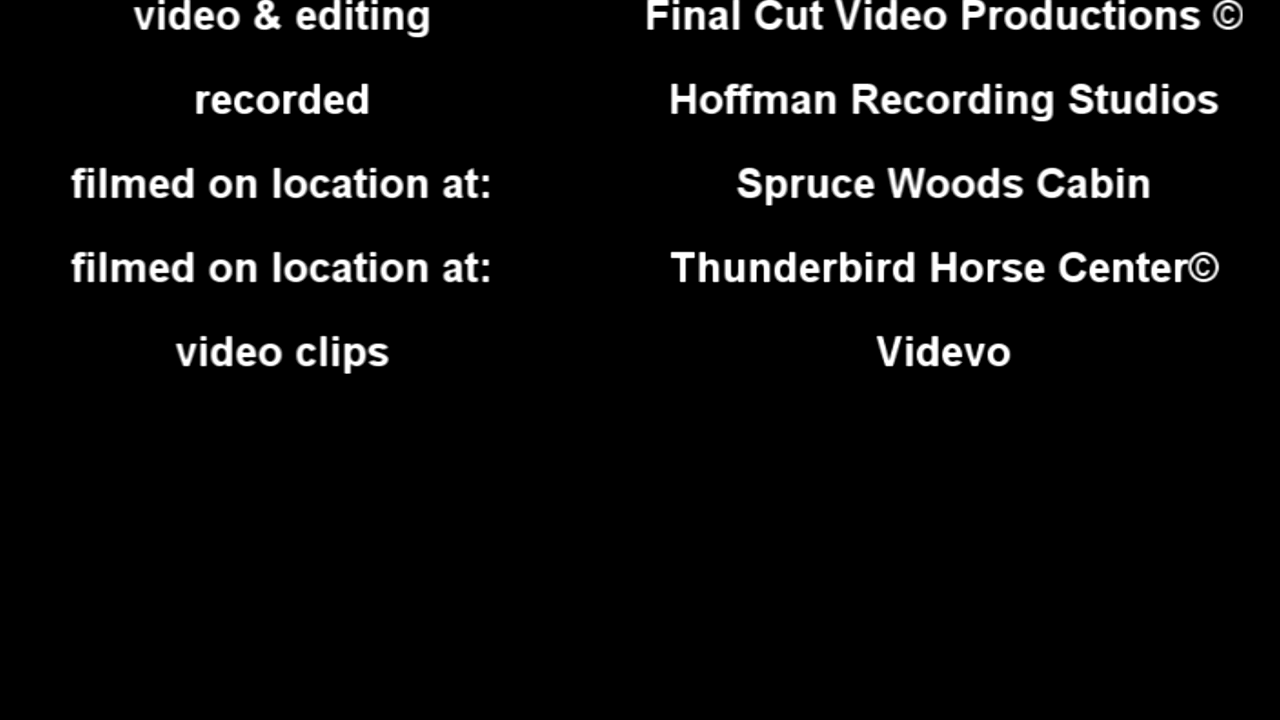 video & editing Final Cut Video Productions ©
recorded Hoffman Recording Studios
filmed on location at: Spruce Woods Cabin
filmed on location at: Thunderbird Horse Center©
video clips Videvo